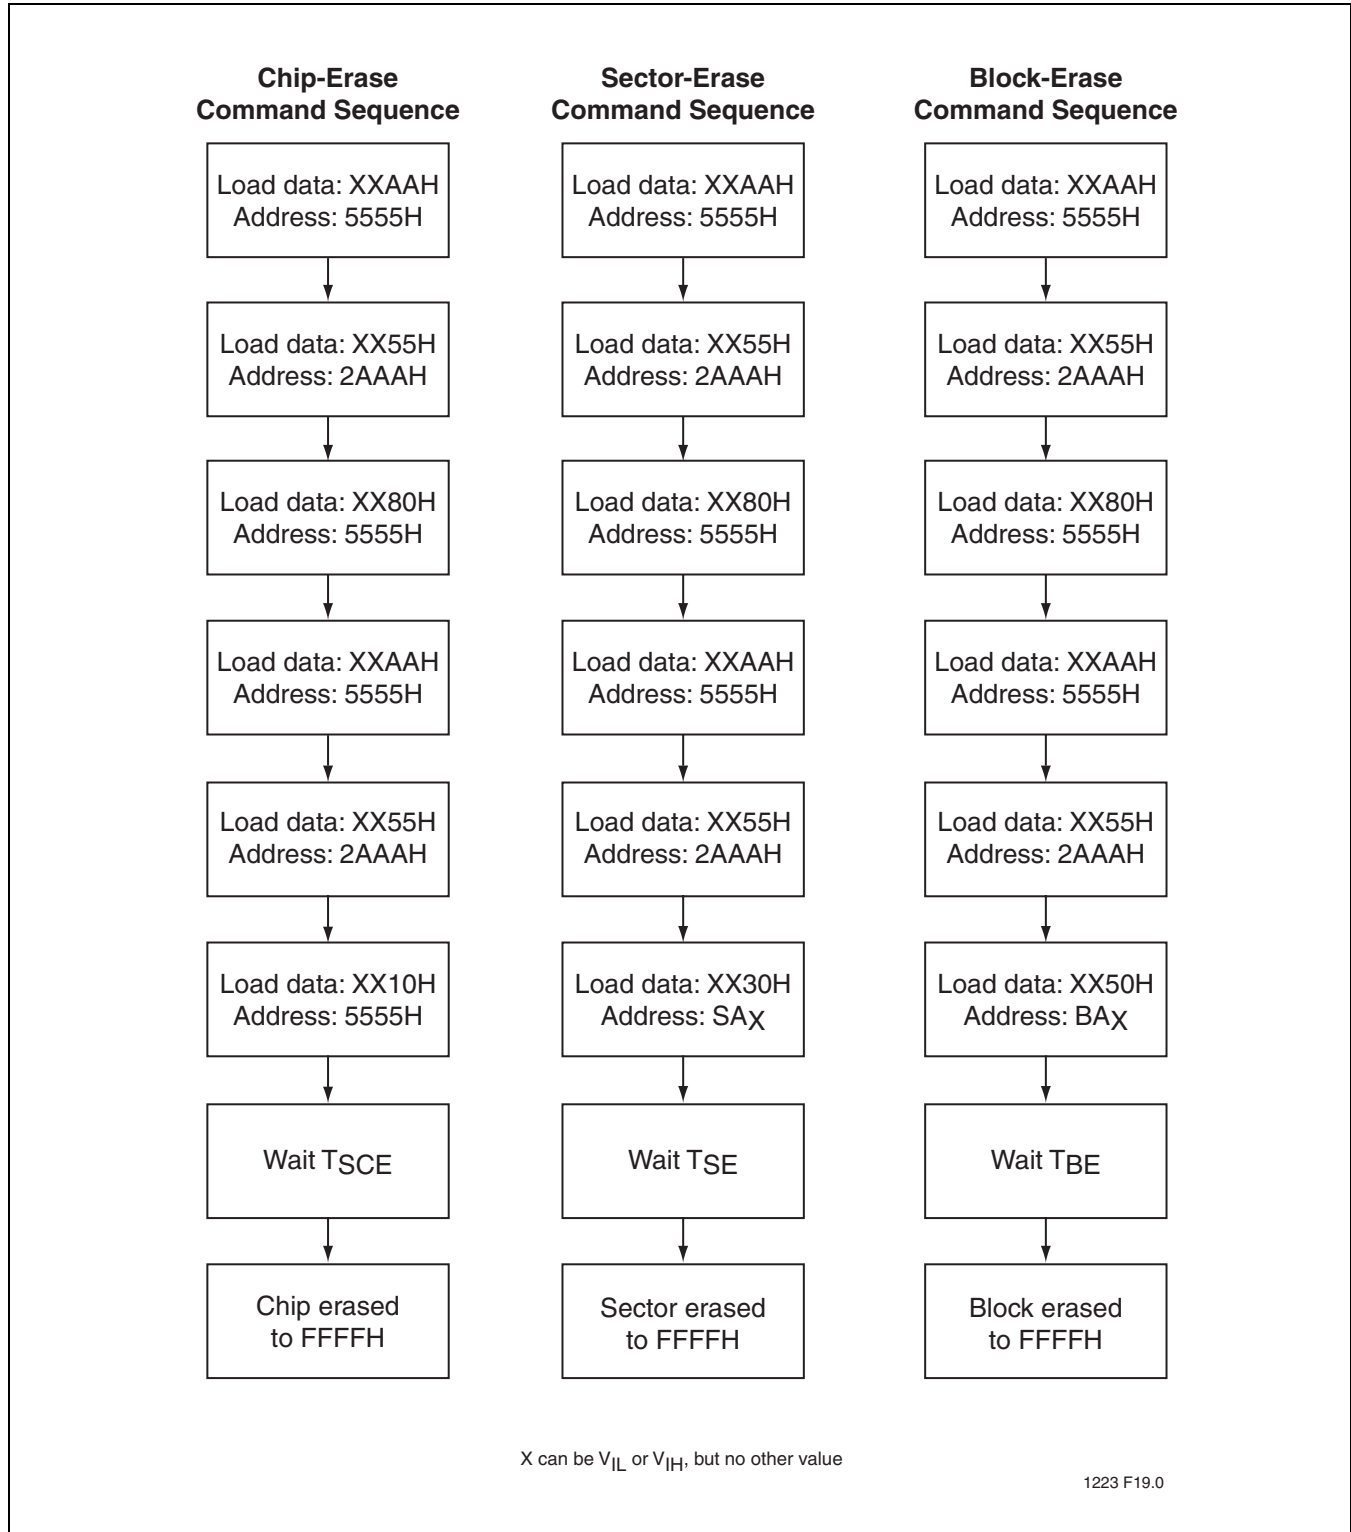 Chip-Erase
Command Sequence
Load data: XXAAH
Address: 5555H
Load data: XX55H
Address: 2AAAH
Load data: XX80H
Address: 5555H
Load data: XXAAH
Address: 5555H
Load data: XX55H
Address: 2AAAH
Load data: XX10H
Address: 5555H
Wait TSCE
Chip erased
to FFFFH
Sector-Erase
Command Sequence
Load data: XXAAH
Address: 5555H
Load data: XX55H
Address: 2AAAH
Load data: XX80H
Address: 5555H
Load data: XXAAH
Address: 5555H
Load data: XX55H
Address: 2AAAH
Load data: XX30H
Address: SAX
Wait TSE
Sector erased
to FFFFH
Block-Erase
Command Sequence
Load data: XXAAH
Address: 5555H
Load data: XX55H
Address: 2AAAH
Load data: XX80H
Address: 5555H
Load data: XXAAH
Address: 5555H
Load data: XX55H
Address: 2AAAH
Load data: XX50H
Address: BAX
Wait TBE
Block erased
to FFFFH
X can be VIL or VIH, but no other value
1223 F19.0